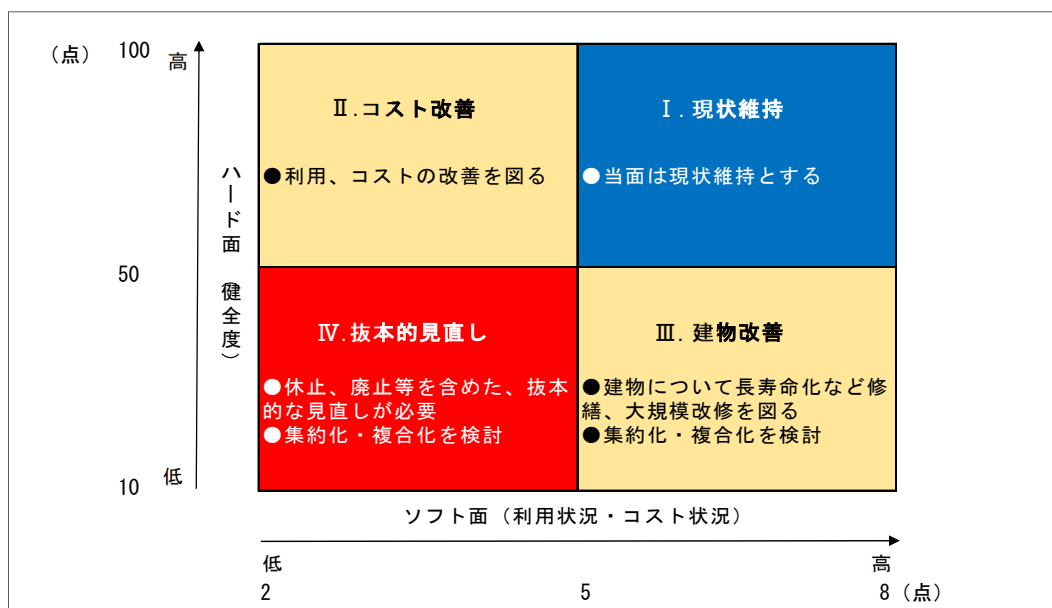 （点）
100
高
Ⅱ.コスト改善
●利用、コストの改善を図る
Ⅰ.現状維持
●当面は現状維持とする
ハード面（健全度）
50
Ⅳ.抜本的見直し
●休止、廃止等を含めた、抜本
的な見直しが必要
●集約化・複合化を検討
Ⅲ.建物改善
●建物について長寿命化など修
繕、大規模改修を図る
●集約化・複合化を検討
低
10
ソフト面（利用状況・コスト状況）
低
高
2
5
8（点）